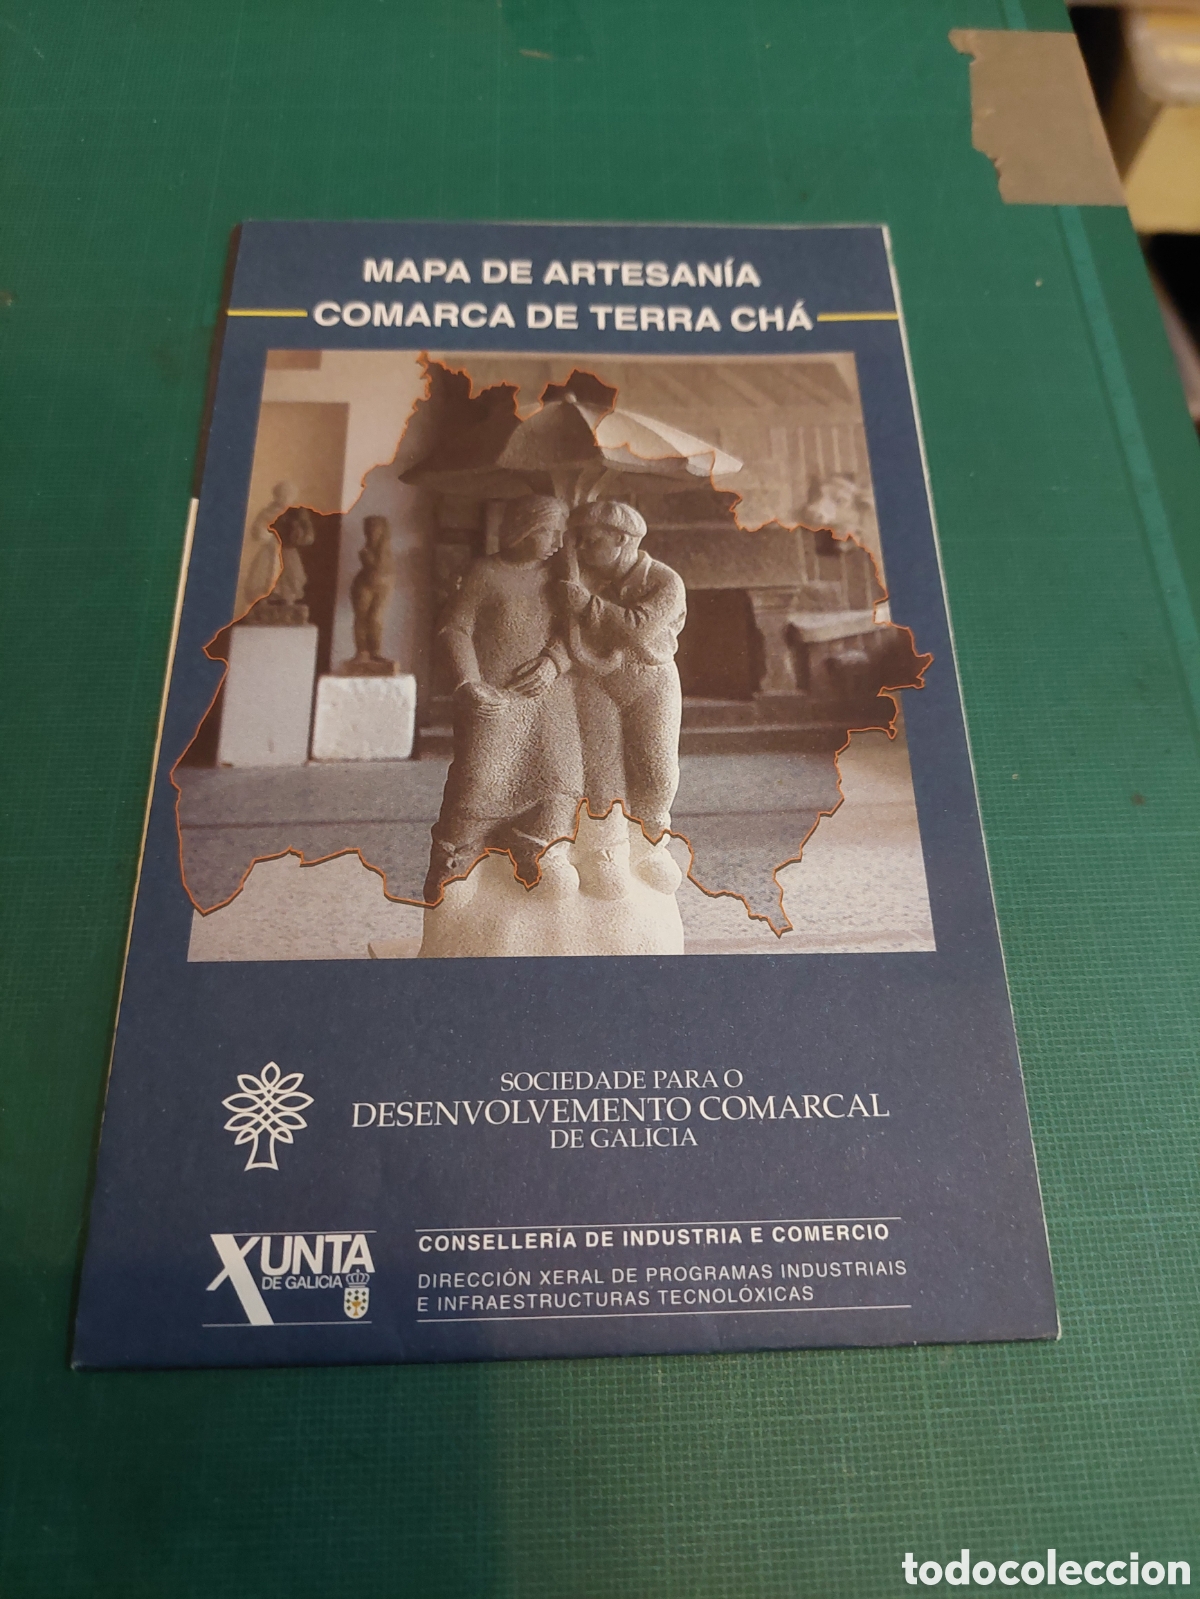 MAPA DE ARTESANÍA
COMARCA DE TERRA CHÁ
SOCIEDADE PARA O
DESENVOLVEMENTO COMARCAL
DE GALICIA
XUNTA
DE GALICIA
CONSELLERÍA DE INDUSTRIA E COMERCIO
DIRECCIÓN XERAL DE PROGRAMAS INDUSTRIAIS
E INFRAESTRUCTURAS TECNOLÓXICAS
todocoleccion